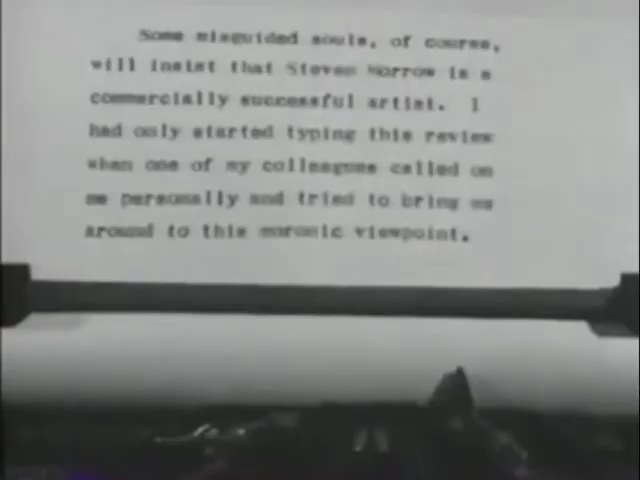 Some misguided souls, of course,
will insist that Steven Morrow is a
commercially successful artist. I
had only started typing this review
when one of my colleagues called on
me personally and tried to bring me
around to this moronic viewpoint.